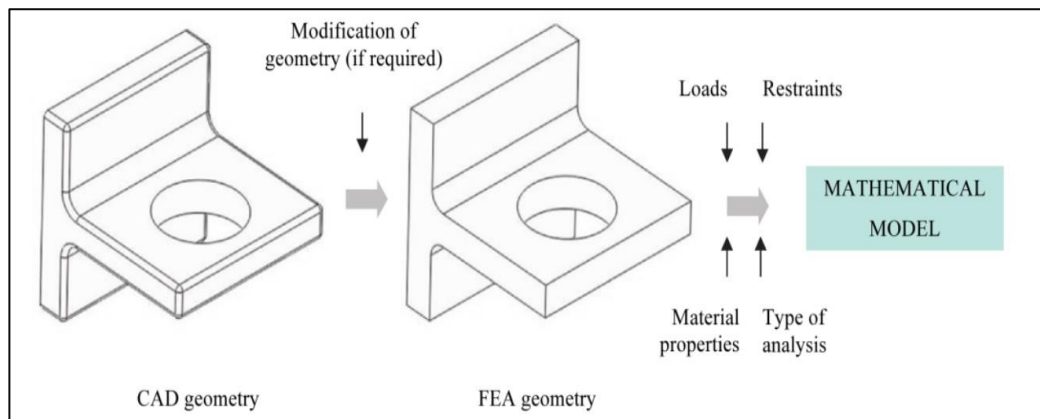 Modification of
geometry (if required)
Loads
Restraints
MATHEMATICAL
MODEL
Material
properties
Type of
analysis
CAD geometry
FEA geometry